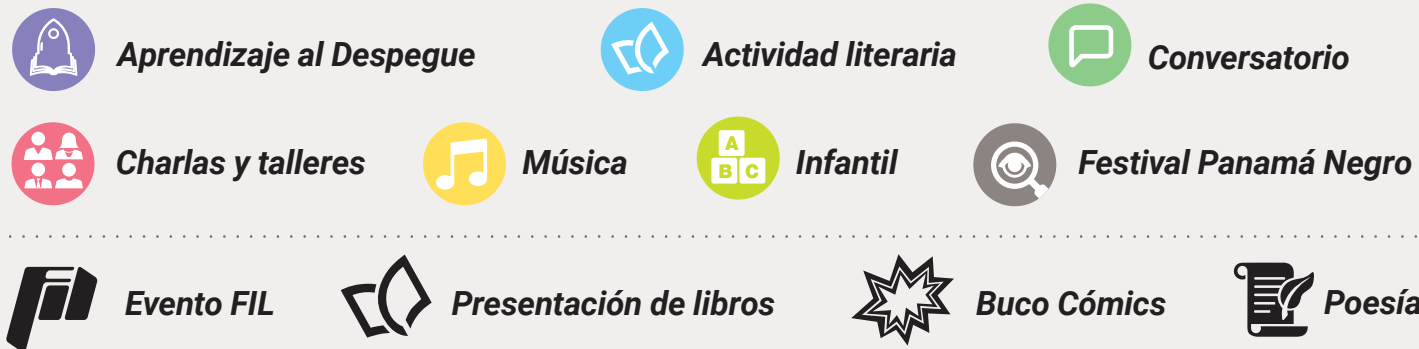 Aprendizaje al Despegue
Actividad literaria
Conversatorio
Charlas y talleres
Música
A
B C
Infantil
Festival Panamá Negro
Fil
Evento FIL
Presentación de libros
Buco Cómics
Poesía